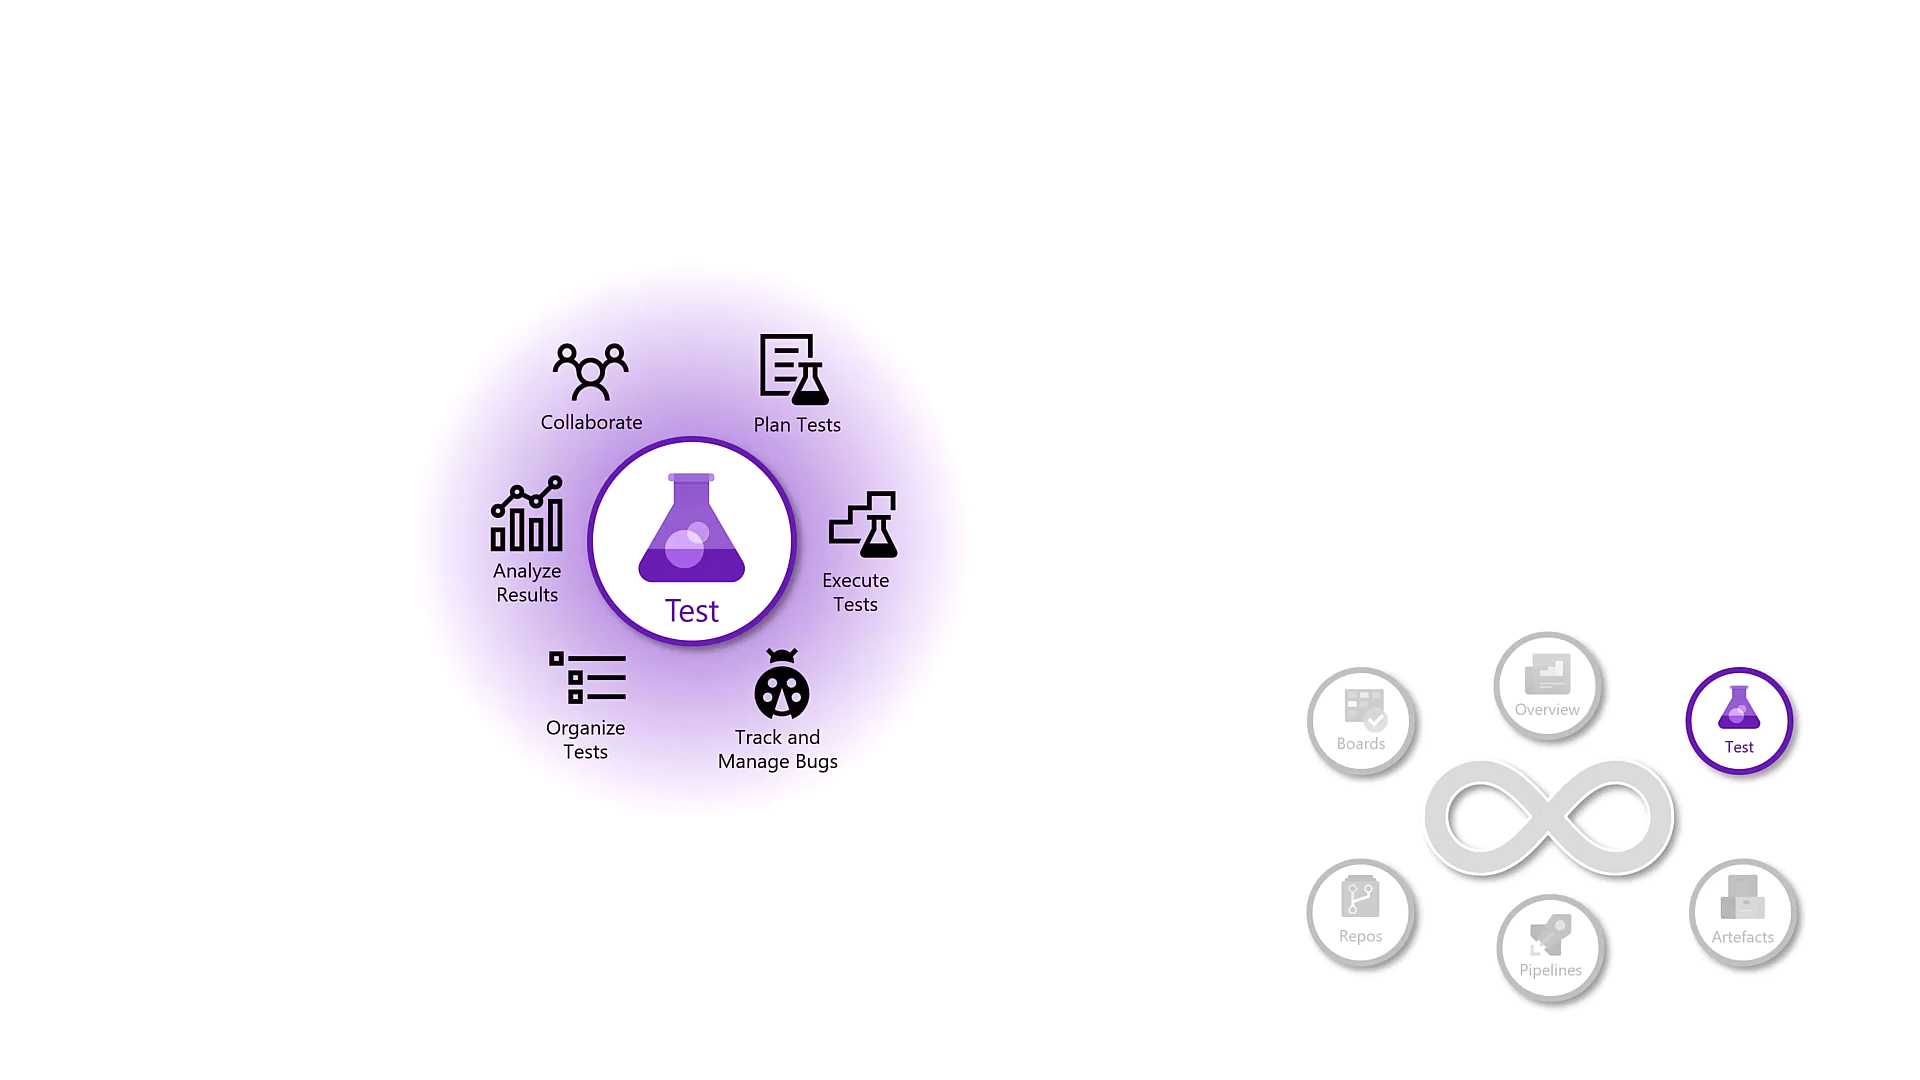 Collaborate
Plan Tests
Analyze
Results
Test
Execute
Tests
Organize
Tests
Track and
Manage Bugs
Boards
Overview
Test
Repos
Pipelines
Artefacts